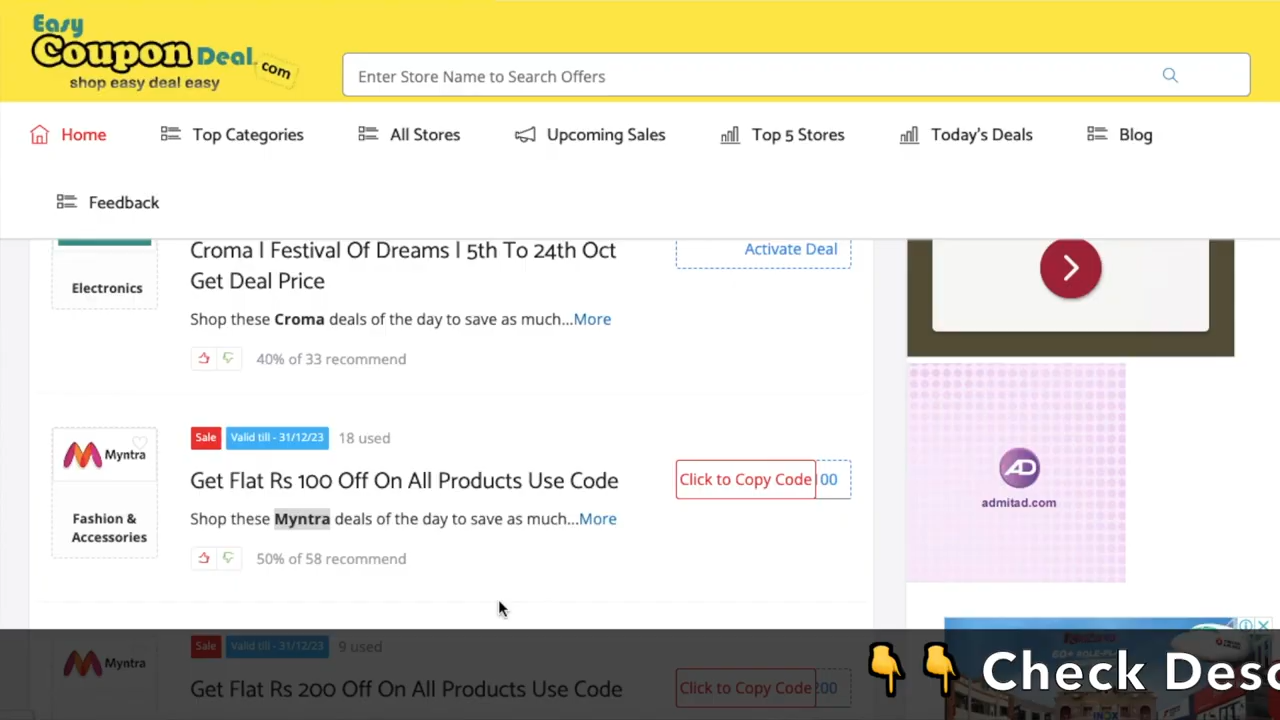 Easy
Coupon Deal.com
shop easy deal easy
Enter Store Name to Search Offers
Home
Top Categories
All Stores
Upcoming Sales
Top 5 Stores
Today's Deals
Blog
Feedback
Croma | Festival Of Dreams | 5th To 24th Oct
Get Deal Price
Activate Deal
Electronics
Shop these Croma deals of the day to save as much...More
40% of 33 recommend
Sale Valid till - 31/12/23 18 used
Myntra
Get Flat Rs 100 Off On All Products Use Code
Click to Copy Code 00
Fashion &
Accessories
Shop these Myntra deals of the day to save as much...More
50% of 58 recommend
AD
admitad.com
Sale Valid till - 31/12/23 9 used
Myntra
Get Flat Rs 200 Off On All Products Use Code
Click to Copy Code 200
👇👇 Check Desc